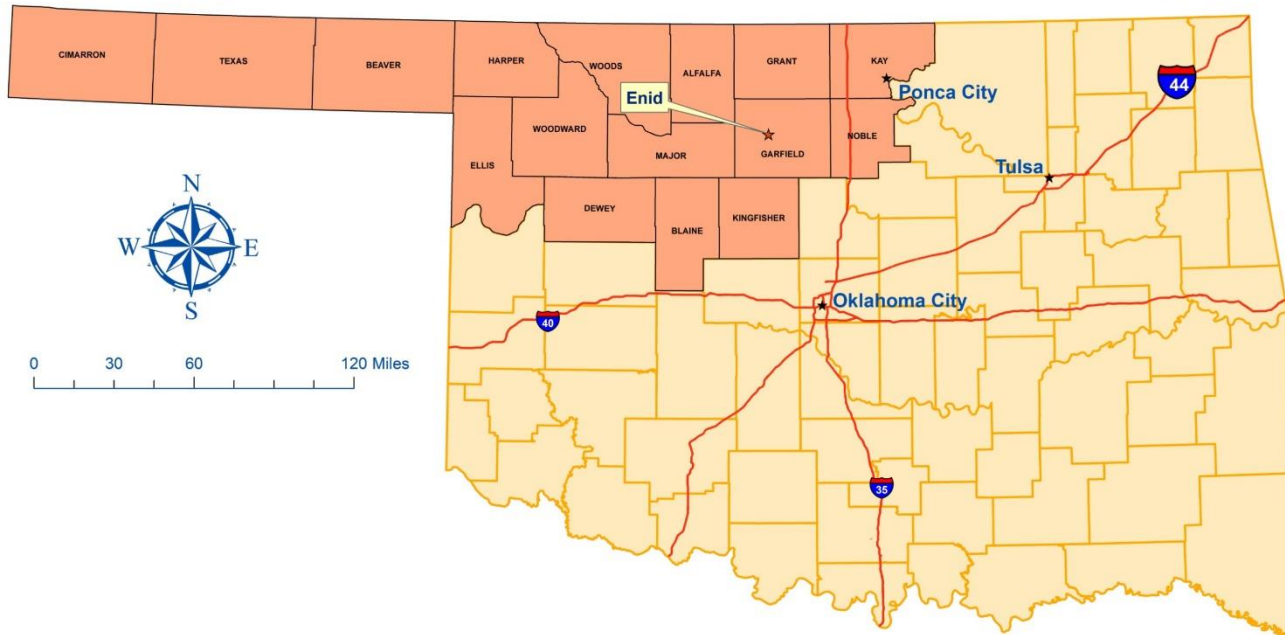 CIMARRON
TEXAS
BEAVER
HARPER
WOODS
ALFALFA
GRANT
KAY
44
Enid
Ponca City
WOODWARD
NOBLE
ELLIS
MAJOR
GARFIELD
Tulsa
N
DEWEY
BLAINE
KINGFISHER
W
E
S
Oklahoma City
40
0
30
60
120 Miles
35